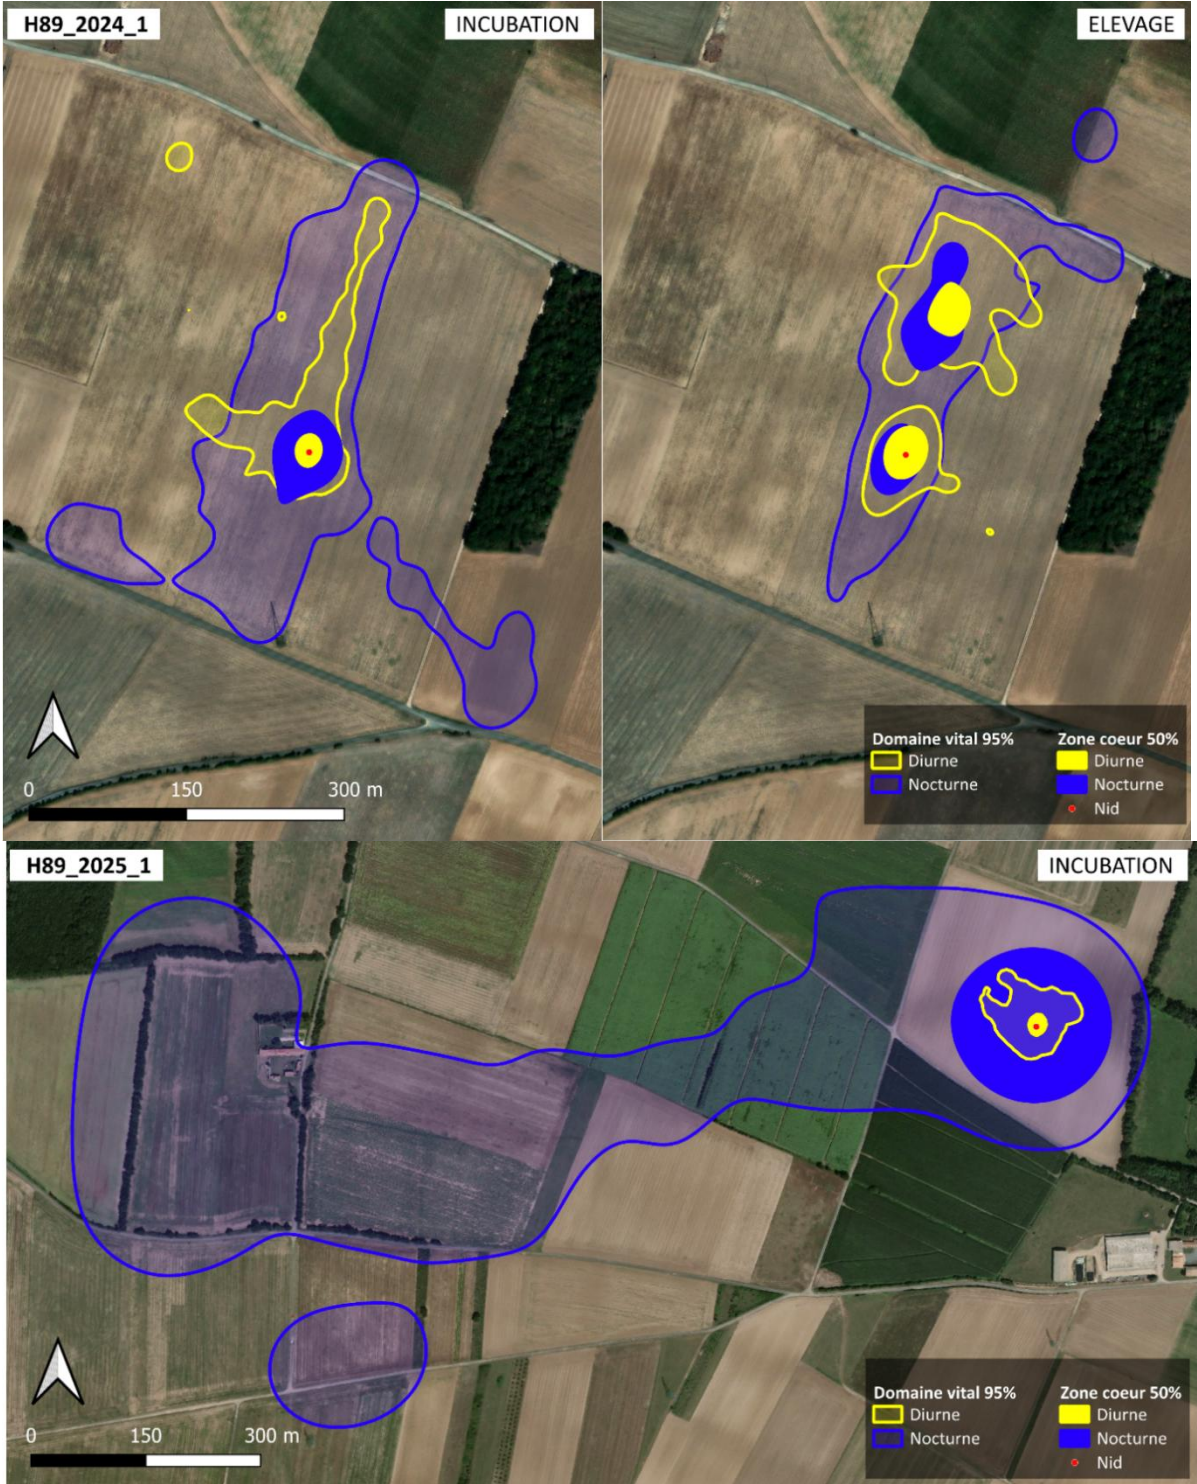 H89_2024_1
INCUBATION
ELEVAGE
0 150 300 m
Domaine vital 95%
Diurne
Nocturne
Zone coeur 50%
Diurne
Nocturne
Nid
H89_2025_1
INCUBATION
0 150 300 m
Domaine vital 95%
Diurne
Nocturne
Zone coeur 50%
Diurne
Nocturne
Nid